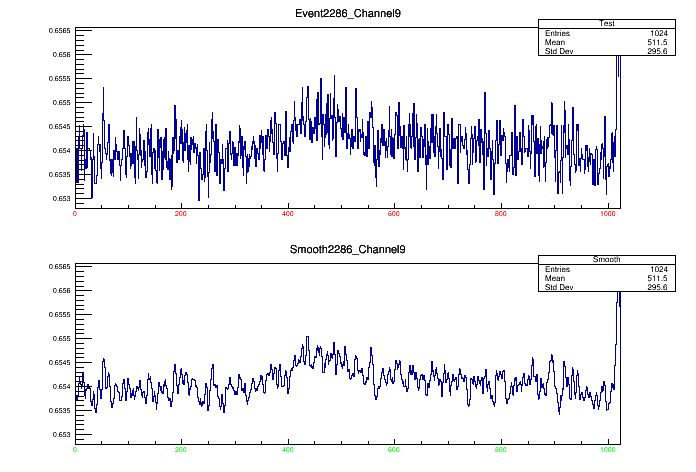 Event2286_Channel9
Test
Entries 1024
Mean 511.5
Std Dev 295.6
0.6565
0.656
0.6555
0.655
0.6545
0.654
0.6535
0.653
0 200 400 600 800 1000
Smooth2286_Channel9
Smooth
Entries 1024
Mean 511.5
Std Dev 295.6
0.6565
0.656
0.6555
0.655
0.6545
0.654
0.6535
0.653
0 200 400 600 800 1000